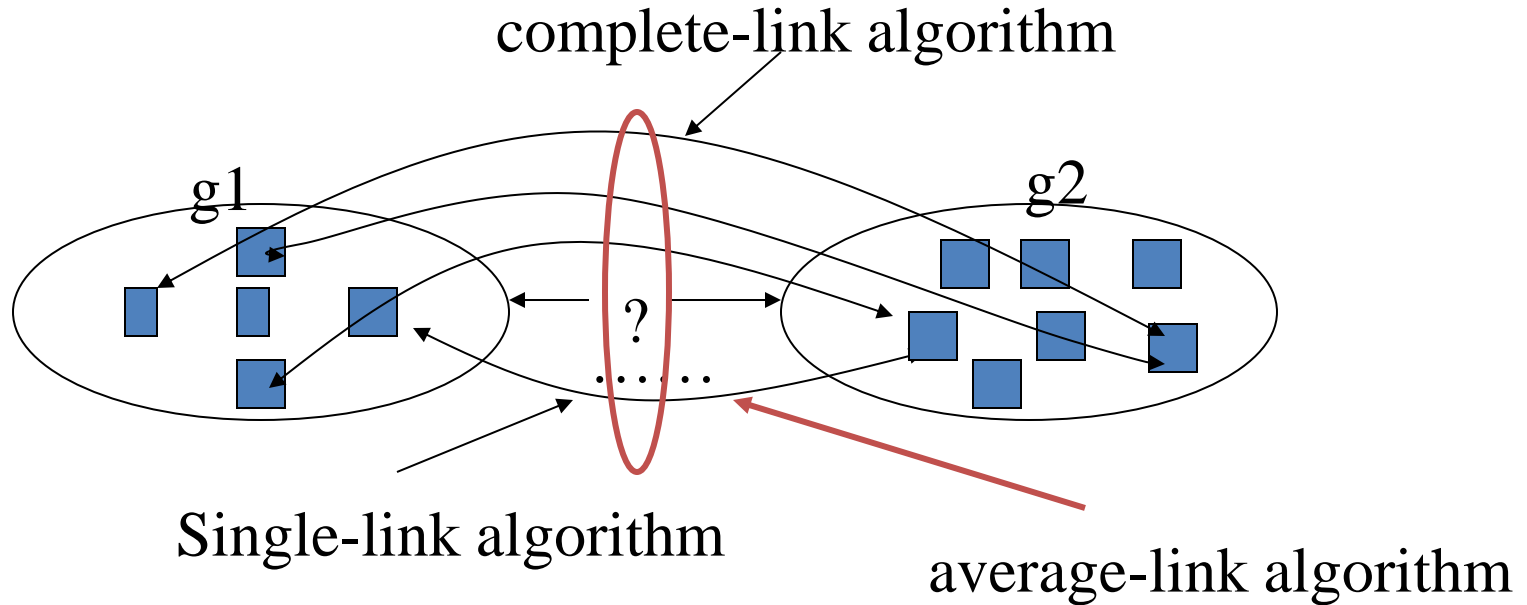 complete-link algorithm
g1
g2
?
......
Single-link algorithm
average-link algorithm